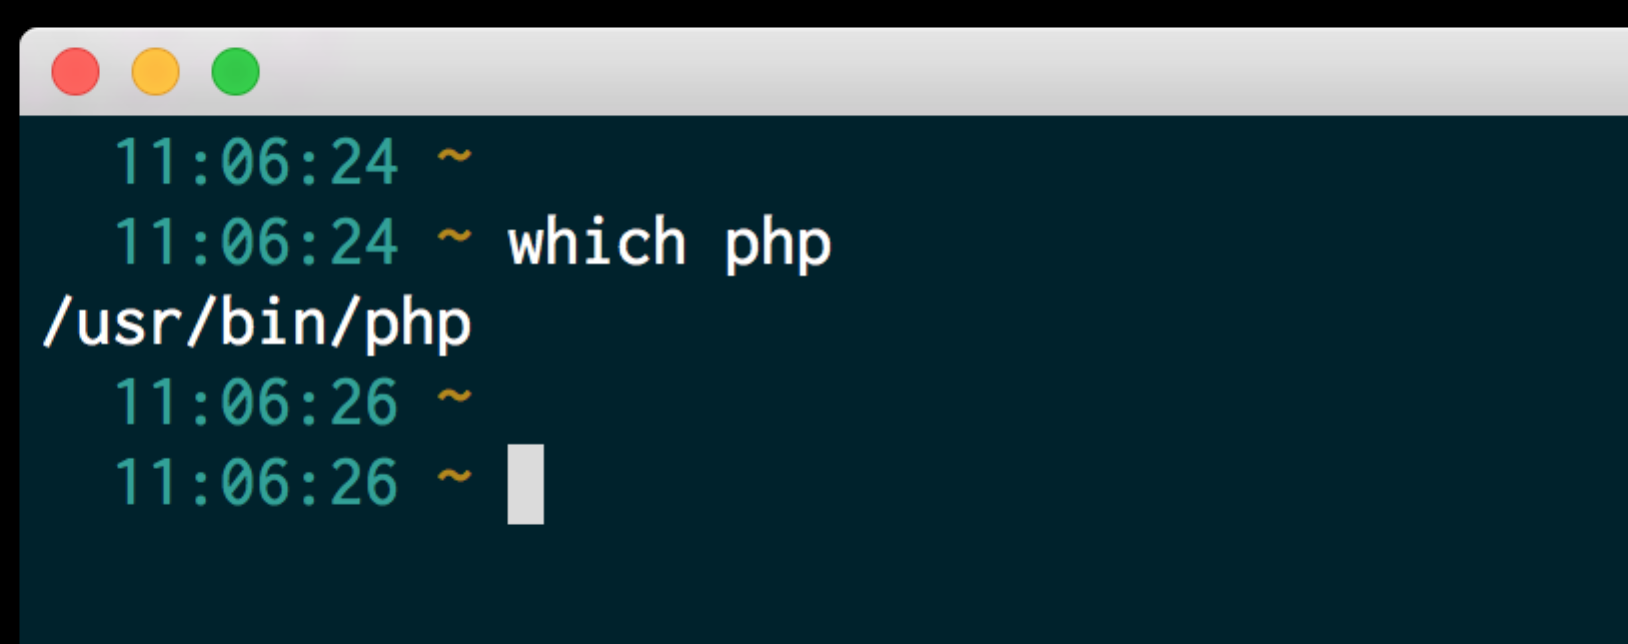 11:06:24 ~
11:06:24 ~ which php
/usr/bin/php
11:06:26 ~
11:06:26 ~